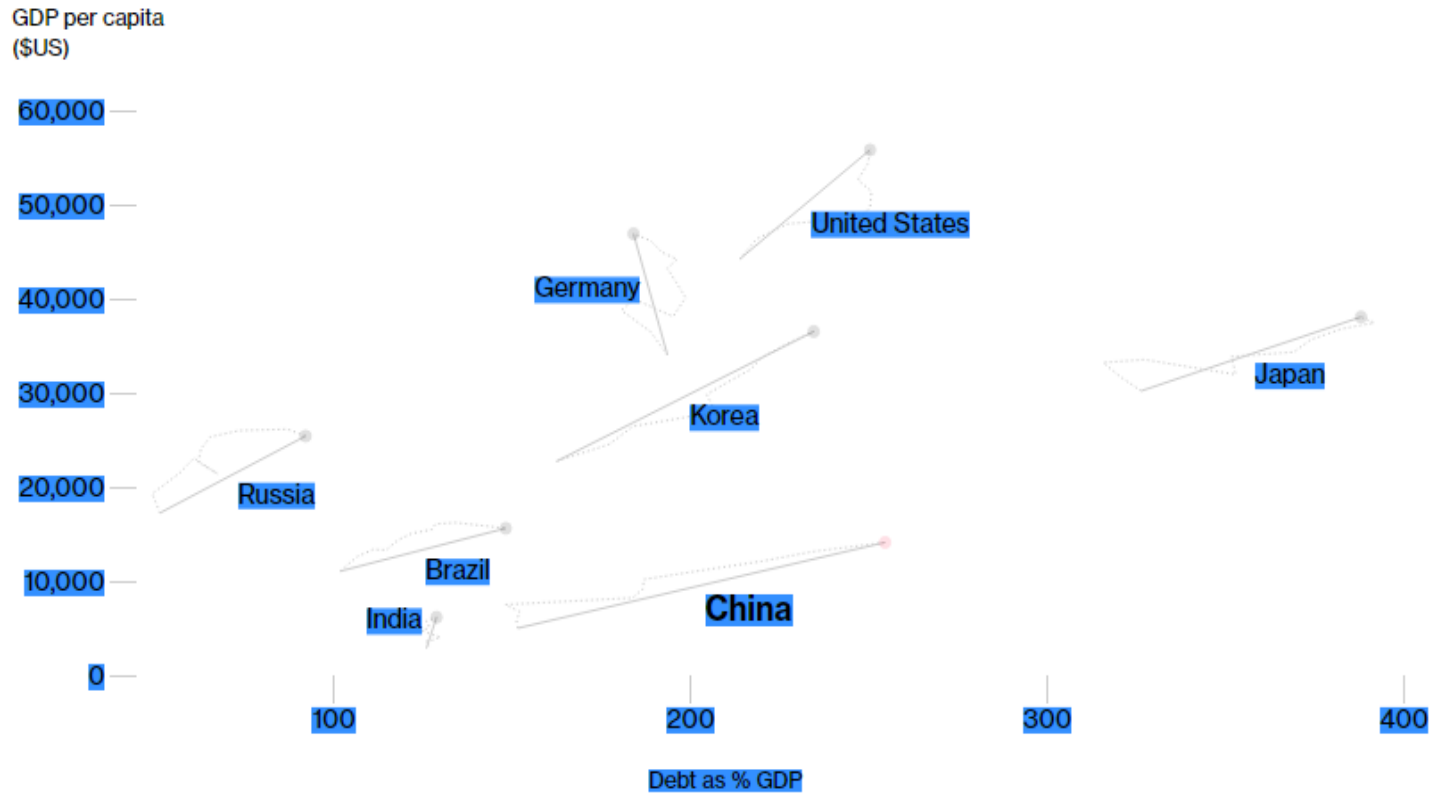 GDP per capita
($US)
60,000
50,000
United States
Germany
40,000
Japan
30,000
Korea
20,000
Russia
10,000
Brazil
China
India
0
100
200
300
400
Debt as % GDP